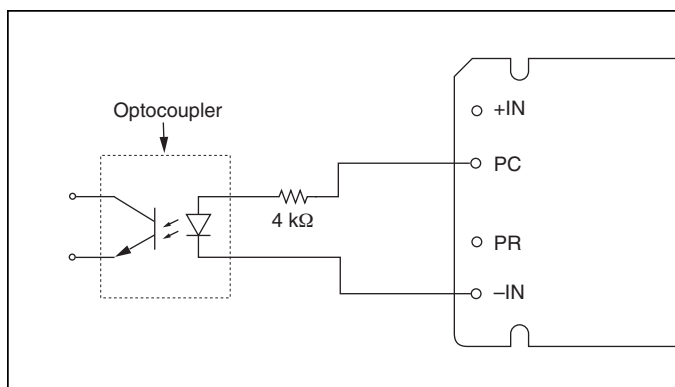 Optocoupler
+IN
PC
4 kΩ
PR
–IN